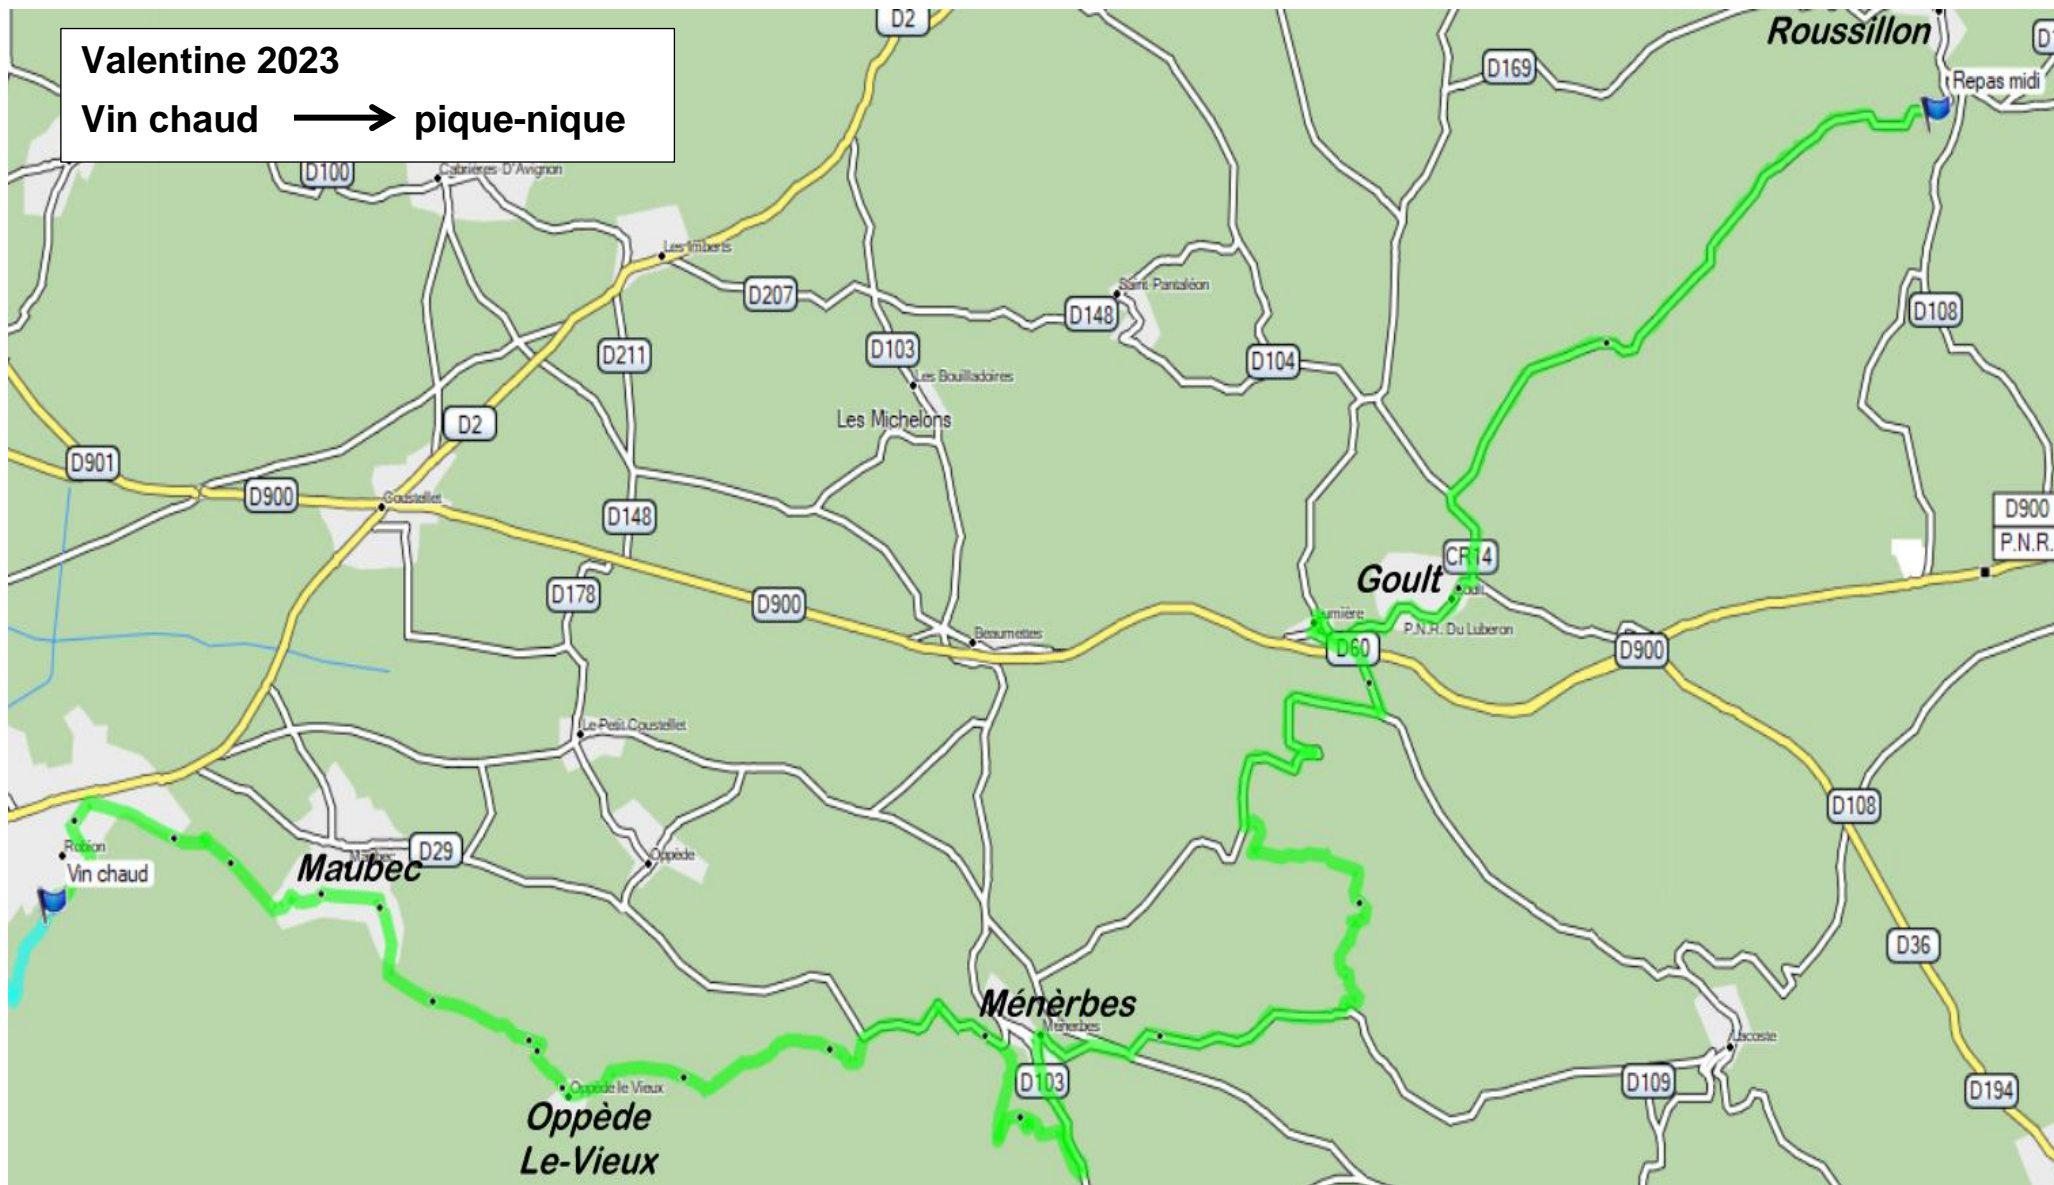 Valentine 2023
Vin chaud pique-nique
D2
Roussillon
D169
Repas midi
D100
Cabrières-D'Avignon
Les Imberts
D207
Saint-Pantaléon
D148
D108
D211
D103
D104
Les Bouilladoires
Les Michelons
D2
D901
D900
Coustellet
D148
D900
P.N.R.
CR14
Goult
D178
D900
Beaumettes
P.N.R. Du Luberon
D60
D900
Le Petit Coustellet
D108
Robion
Vin chaud
Maubec
Maubec
D29
Oppède
D36
Ménèrbes
Ménerbes
Lacoste
Oppède le Vieux
D103
D109
D194
Oppède
Le-Vieux